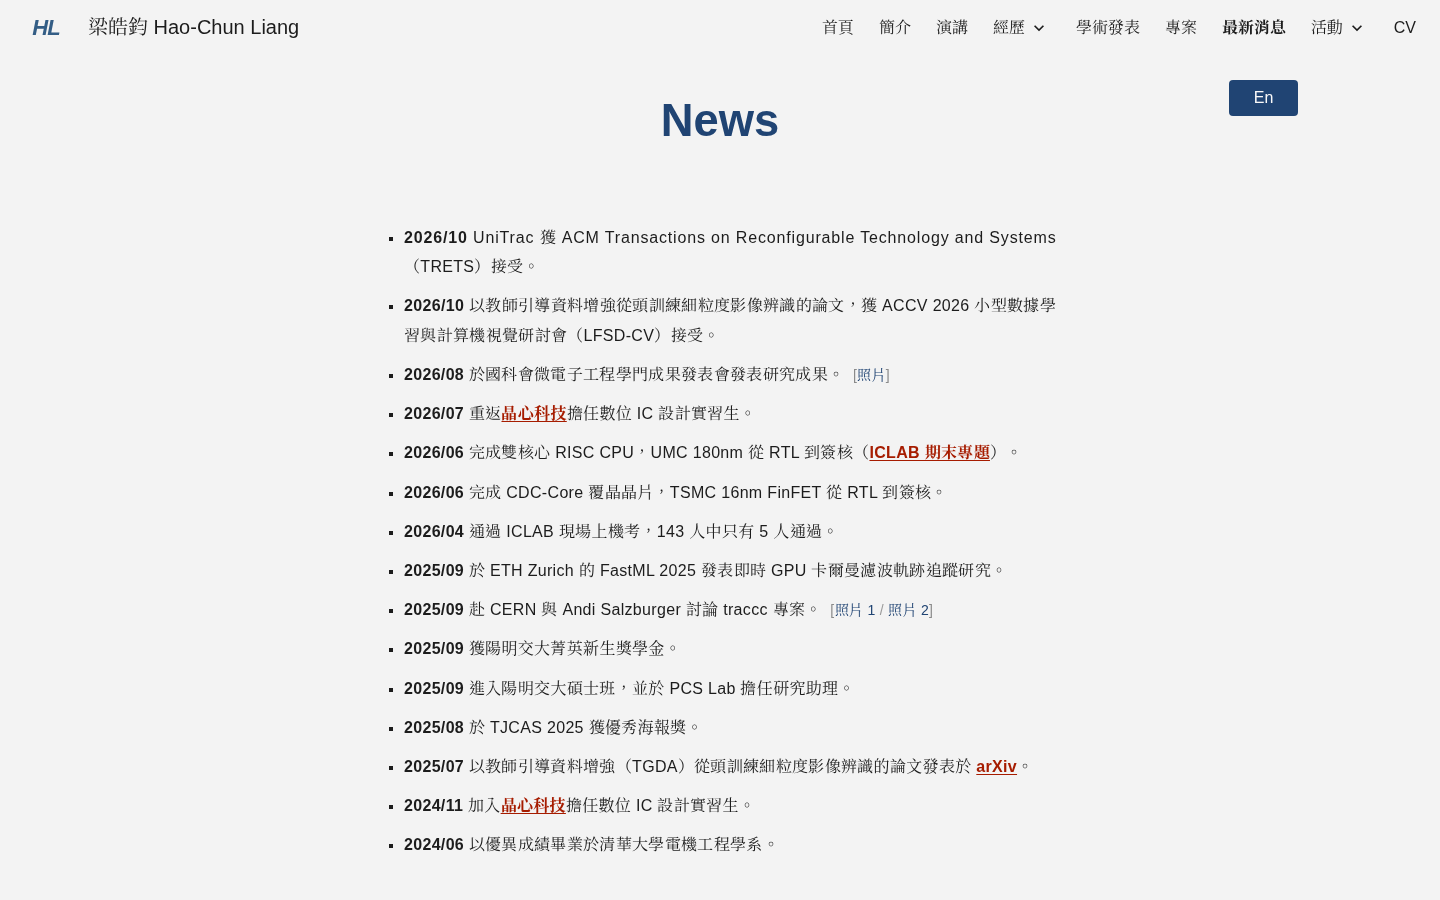 HL 梁皓鈞 Hao-Chun Liang 首頁 簡介 演講 經歷 學術發表 專案 最新消息 活動 CV
En
News
2026/10 UniTrac 獲 ACM Transactions on Reconfigurable Technology and Systems
（TRETS）接受。
2026/10 以教師引導資料增強從頭訓練細粒度影像辨識的論文，獲 ACCV 2026 小型數據學
習與計算機視覺研討會（LFSD-CV）接受。
2026/08 於國科會微電子工程學門成果發表會發表研究成果。 [照片]
2026/07 重返晶心科技擔任數位 IC 設計實習生。
2026/06 完成雙核心 RISC CPU，UMC 180nm 從 RTL 到簽核（ICLAB 期末專題）。
2026/06 完成 CDC-Core 覆晶晶片，TSMC 16nm FinFET 從 RTL 到簽核。
2026/04 通過 ICLAB 現場上機考，143 人中只有 5 人通過。
2025/09 於 ETH Zurich 的 FastML 2025 發表即時 GPU 卡爾曼濾波軌跡追蹤研究。
2025/09 赴 CERN 與 Andi Salzburger 討論 traccc 專案。 [照片 1 / 照片 2]
2025/09 獲陽明交大菁英新生獎學金。
2025/09 進入陽明交大碩士班，並於 PCS Lab 擔任研究助理。
2025/08 於 TJCAS 2025 獲優秀海報獎。
2025/07 以教師引導資料增強（TGDA）從頭訓練細粒度影像辨識的論文發表於 arXiv。
2024/11 加入晶心科技擔任數位 IC 設計實習生。
2024/06 以優異成績畢業於清華大學電機工程學系。